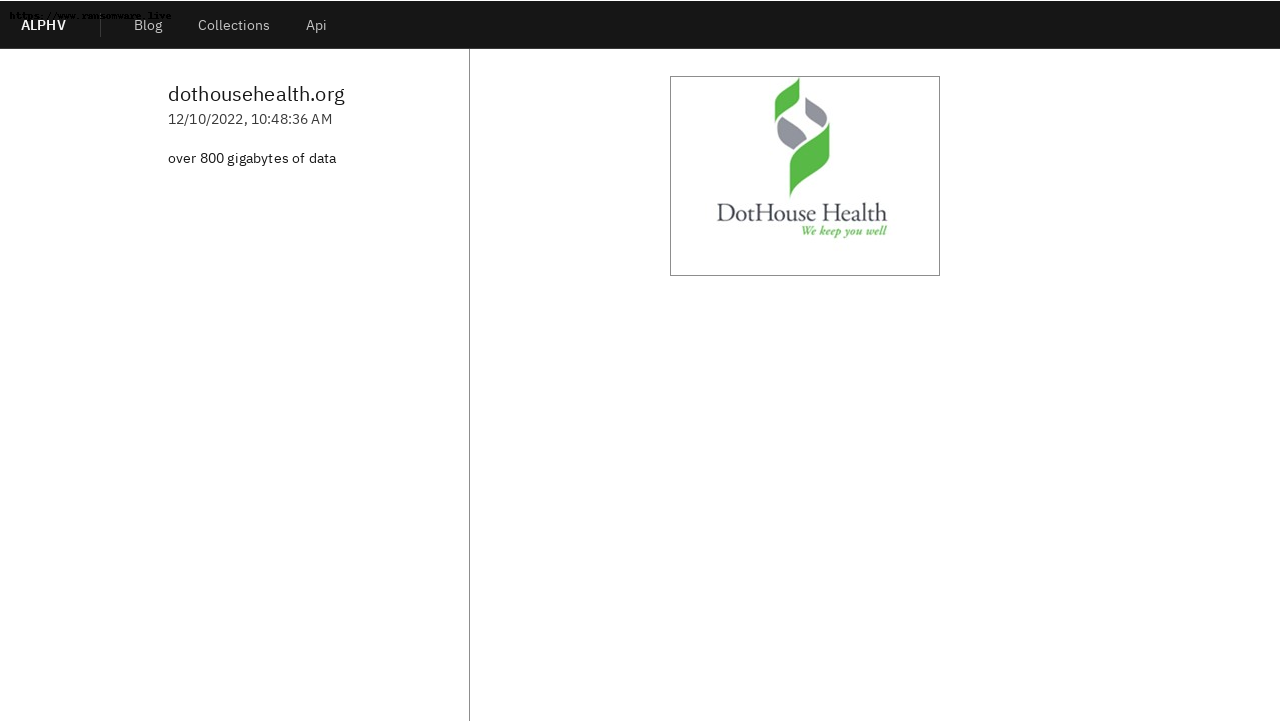 https://www.ransomware.live
ALPHV
Blog
Collections
Api
dothousehealth.org
12/10/2022, 10:48:36 AM
over 800 gigabytes of data
DotHouse Health
We keep you well